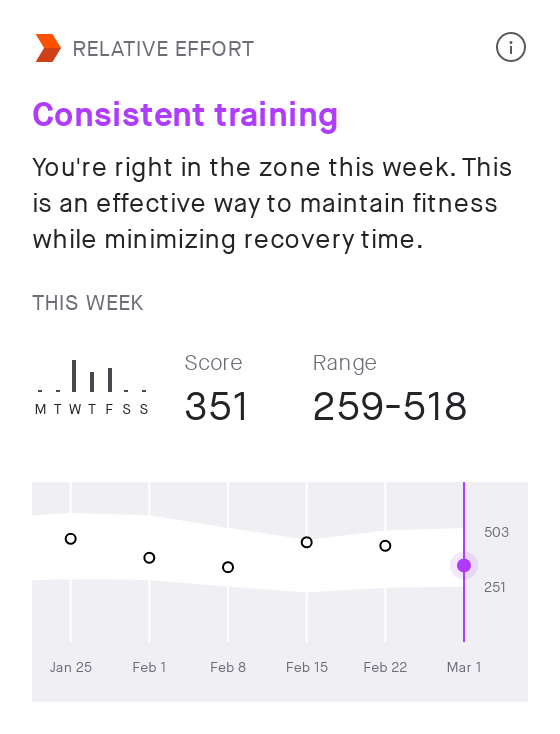 RELATIVE EFFORT
Consistent training
You're right in the zone this week. This
is an effective way to maintain fitness
while minimizing recovery time.
THIS WEEK
Score
Range
M T W T F S S
351
259-518
503
251
Jan 25
Feb 1
Feb 8
Feb 15
Feb 22
Mar 1